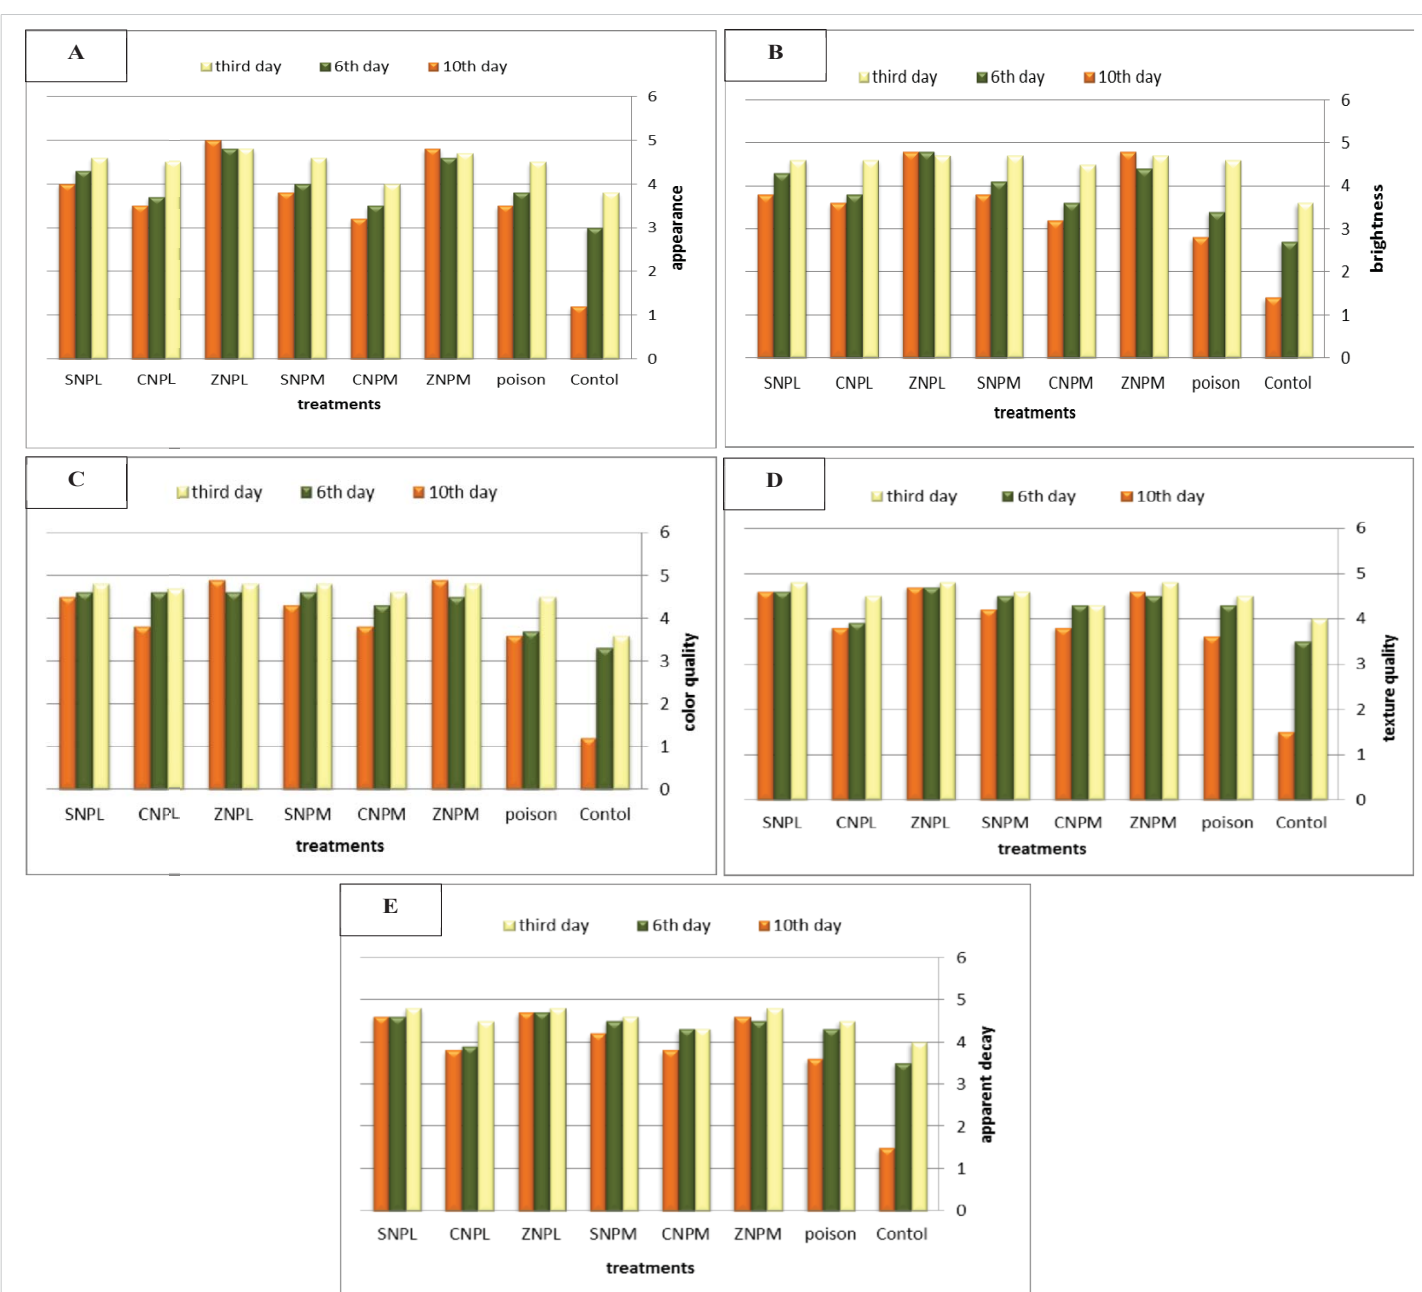 A
third day 6th day 10th day
6
5
4
3
2
1
0
appearance
SNPL CNPL ZNPL SNPM CNPM ZNPM poison Contol
treatments
B
third day 6th day 10th day
6
5
4
3
2
1
0
brightness
SNPL CNPL ZNPL SNPM CNPM ZNPM poison Contol
treatments
C
third day 6th day 10th day
6
5
4
3
2
1
0
color quality
SNPL CNPL ZNPL SNPM CNPM ZNPM poison Contol
treatments
D
third day 6th day 10th day
6
5
4
3
2
1
0
texture quality
SNPL CNPL ZNPL SNPM CNPM ZNPM poison Contol
treatments
E
third day 6th day 10th day
6
5
4
3
2
1
0
apparent decay
SNPL CNPL ZNPL SNPM CNPM ZNPM poison Contol
treatments